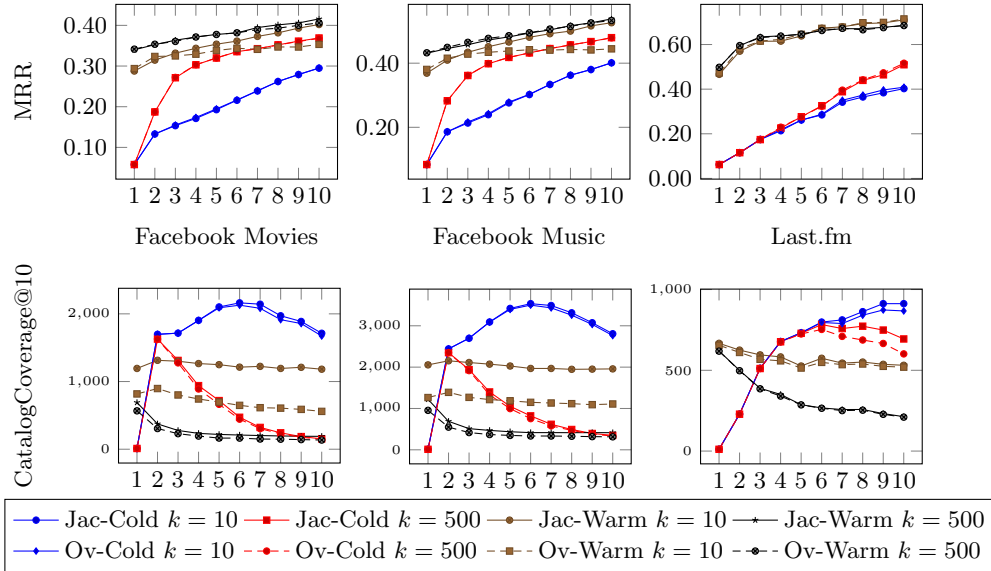 MRR
0.40
0.30
0.20
0.10
1 2 3 4 5 6 7 8 9 10
Facebook Movies
0.40
0.20
1 2 3 4 5 6 7 8 9 10
Facebook Music
0.60
0.40
0.20
0.00
1 2 3 4 5 6 7 8 9 10
Last.fm
CatalogCoverage@10
2,000
1,000
0
1 2 3 4 5 6 7 8 9 10
3,000
2,000
1,000
0
1 2 3 4 5 6 7 8 9 10
1,000
500
0
1 2 3 4 5 6 7 8 9 10
Jac-Cold k = 10 Jac-Cold k = 500 Jac-Warm k = 10 Jac-Warm k = 500
Ov-Cold k = 10 Ov-Cold k = 500 Ov-Warm k = 10 Ov-Warm k = 500